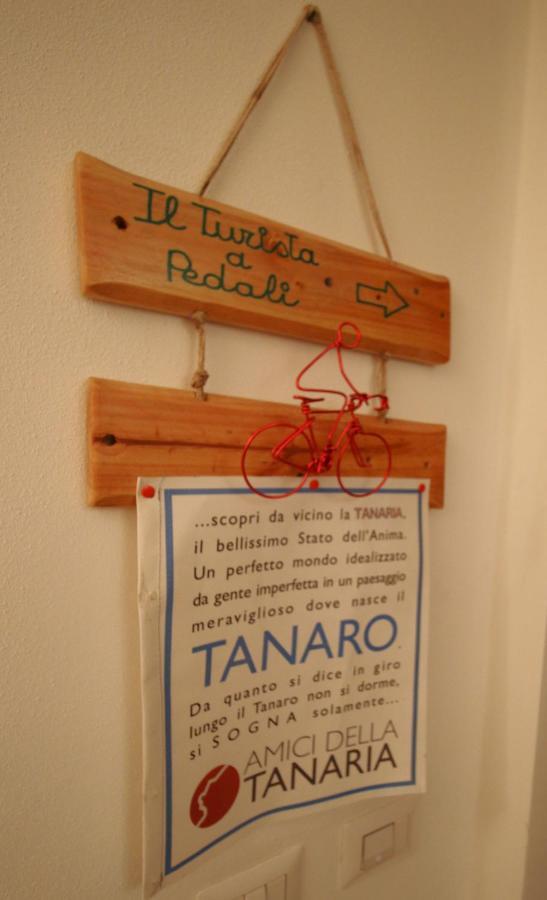 Il Turista
a
Pedali
...scopri da vicino la TANARIA,
il bellissimo Stato dell'Anima.
Un perfetto mondo idealizzato
da gente imperfetta in un paesaggio
meraviglioso dove nasce il
TANARO.
Da quanto si dice in giro
lungo il Tanaro non si dorme,
si SOGNA solamente...
AMICI DELLA
TANARIA